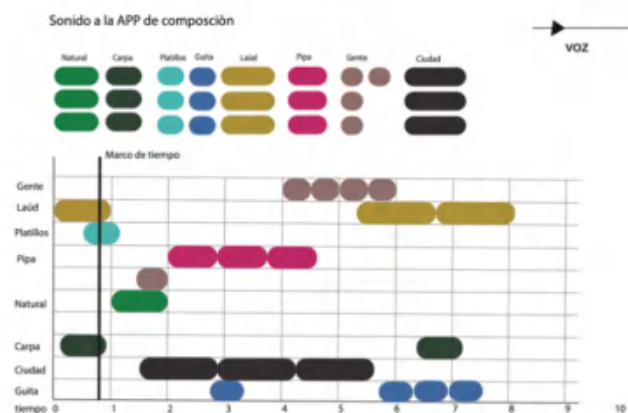 Sonido a la APP de composciòn
VOZ
Natural Carpa Platillos Guita Laúd Pipa Gente Ciudad
Marco de tiempo
Gente
Laúd
Platillos
Pipa
Natural
Carpa
Ciudad
Guita
tiempo 0 1 2 3 4 5 6 7 8 9 10